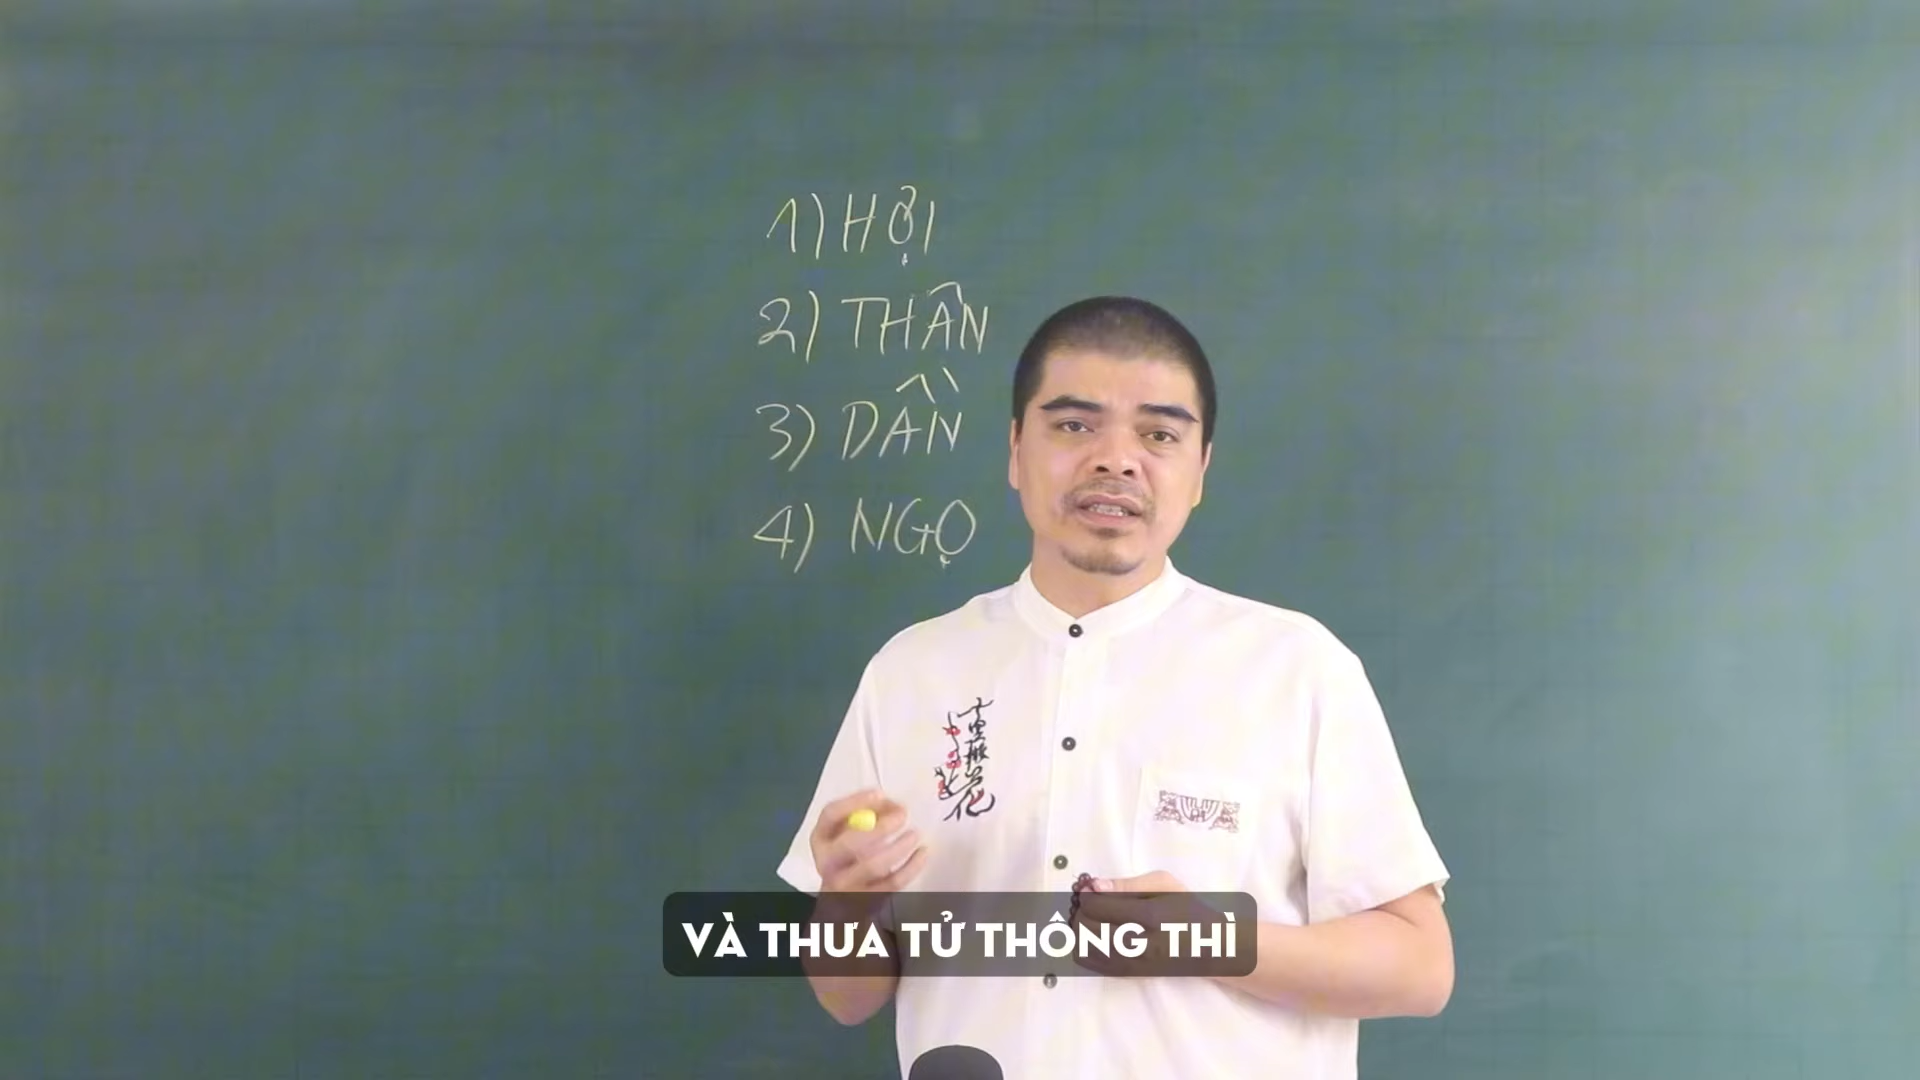 1) HỢI
2) THÂN
3) DẦN
4) NGỌ
VÀ THƯA TỬ THÔNG THÌ